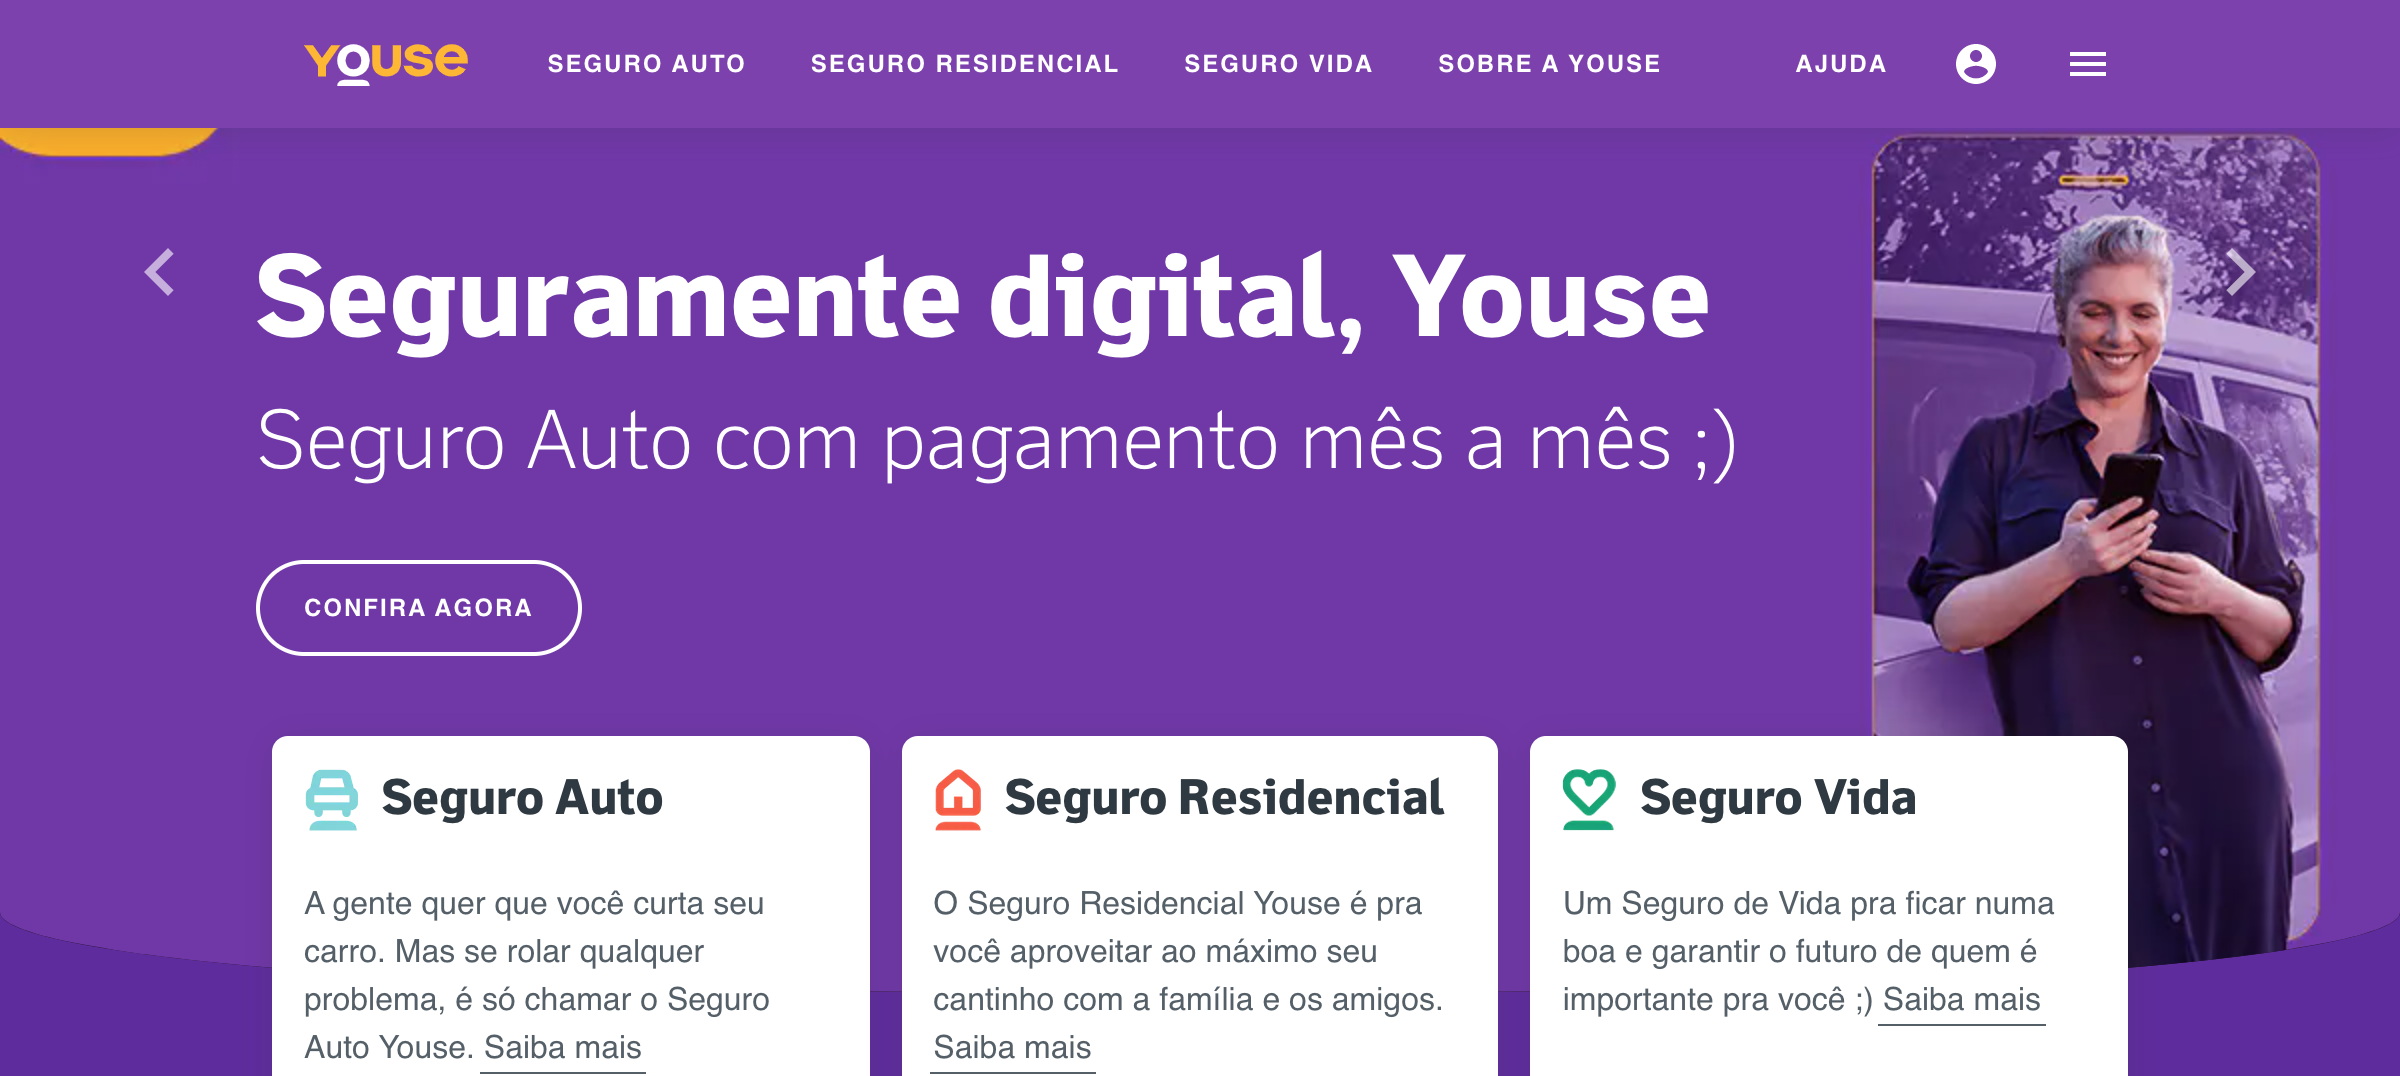 YOUSE
SEGURO AUTO
SEGURO RESIDENCIAL
SEGURO VIDA
SOBRE A YOUSE
AJUDA
Seguramente digital, Youse
Seguro Auto com pagamento mês a mês ;)
CONFIRA AGORA
Seguro Auto
A gente quer que você curta seu
carro. Mas se rolar qualquer
problema, é só chamar o Seguro
Auto Youse. Saiba mais
Seguro Residencial
O Seguro Residencial Youse é pra
você aproveitar ao máximo seu
cantinho com a família e os amigos.
Saiba mais
Seguro Vida
Um Seguro de Vida pra ficar numa
boa e garantir o futuro de quem é
importante pra você ;) Saiba mais